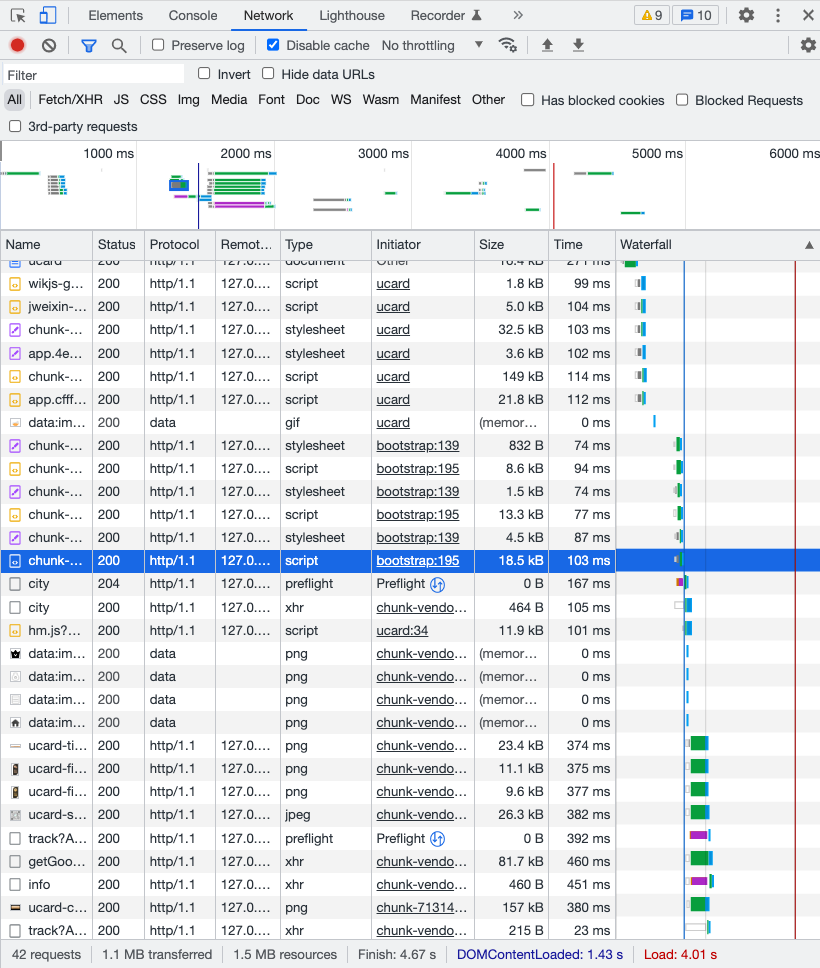 Elements Console Network Lighthouse Recorder 9 10
Preserve log Disable cache No throttling
Filter Invert Hide data URLs
All Fetch/XHR JS CSS Img Media Font Doc WS Wasm Manifest Other Has blocked cookies Blocked Requests
3rd-party requests
1000 ms 2000 ms 3000 ms 4000 ms 5000 ms 6000 ms
Name Status Protocol Remot... Type Initiator Size Time Waterfall
ucard 200 http/1.1 127.0.... document Other 16.4 kB 271 ms
wikjs-g... 200 http/1.1 127.0.... script ucard 1.8 kB 99 ms
jweixin-... 200 http/1.1 127.0.... script ucard 5.0 kB 104 ms
chunk-... 200 http/1.1 127.0.... stylesheet ucard 32.5 kB 103 ms
app.4e... 200 http/1.1 127.0.... stylesheet ucard 3.6 kB 102 ms
chunk-... 200 http/1.1 127.0.... script ucard 149 kB 114 ms
app.cfff... 200 http/1.1 127.0.... script ucard 21.8 kB 112 ms
data:im... 200 data gif ucard (memor... 0 ms
chunk-... 200 http/1.1 127.0.... stylesheet bootstrap:139 832 B 74 ms
chunk-... 200 http/1.1 127.0.... script bootstrap:195 8.6 kB 94 ms
chunk-... 200 http/1.1 127.0.... stylesheet bootstrap:139 1.5 kB 74 ms
chunk-... 200 http/1.1 127.0.... script bootstrap:195 13.3 kB 77 ms
chunk-... 200 http/1.1 127.0.... stylesheet bootstrap:139 4.5 kB 87 ms
chunk-... 200 http/1.1 127.0.... script bootstrap:195 18.5 kB 103 ms
city 204 http/1.1 127.0.... preflight Preflight 0 B 167 ms
city 200 http/1.1 127.0.... xhr chunk-vendo... 464 B 105 ms
hm.js?... 200 http/1.1 127.0.... script ucard:34 11.9 kB 101 ms
data:im... 200 data png chunk-vendo... (memor... 0 ms
data:im... 200 data png chunk-vendo... (memor... 0 ms
data:im... 200 data png chunk-vendo... (memor... 0 ms
data:im... 200 data png chunk-vendo... (memor... 0 ms
ucard-ti... 200 http/1.1 127.0.... png chunk-vendo... 23.4 kB 374 ms
ucard-fi... 200 http/1.1 127.0.... png chunk-vendo... 11.1 kB 375 ms
ucard-fi... 200 http/1.1 127.0.... png chunk-vendo... 9.6 kB 377 ms
ucard-s... 200 http/1.1 127.0.... jpeg chunk-vendo... 26.3 kB 382 ms
track?A... 200 http/1.1 127.0.... preflight Preflight 0 B 392 ms
getGoo... 200 http/1.1 127.0.... xhr chunk-vendo... 81.7 kB 460 ms
info 200 http/1.1 127.0.... xhr chunk-vendo... 460 B 451 ms
ucard-c... 200 http/1.1 127.0.... png chunk-71314... 157 kB 380 ms
track?A... 200 http/1.1 127.0.... xhr chunk-vendo... 215 B 23 ms
42 requests 1.1 MB transferred 1.5 MB resources Finish: 4.67 s DOMContentLoaded: 1.43 s Load: 4.01 s